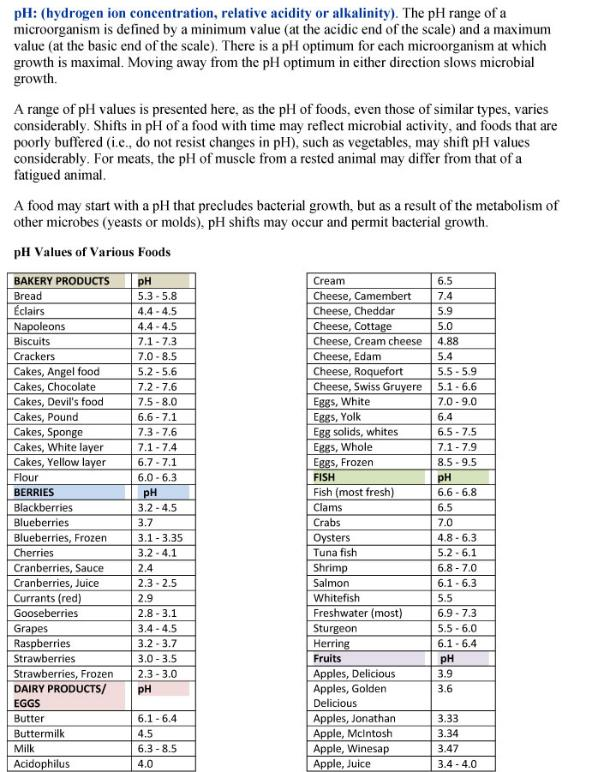 pH: (hydrogen ion concentration, relative acidity or alkalinity). The pH range of a
microorganism is defined by a minimum value (at the acidic end of the scale) and a maximum
value (at the basic end of the scale). There is a pH optimum for each microorganism at which
growth is maximal. Moving away from the pH optimum in either direction slows microbial
growth.
A range of pH values is presented here, as the pH of foods, even those of similar types, varies
considerably. Shifts in pH of a food with time may reflect microbial activity, and foods that are
poorly buffered (i.e., do not resist changes in pH), such as vegetables, may shift pH values
considerably. For meats, the pH of muscle from a rested animal may differ from that of a
fatigued animal.
A food may start with a pH that precludes bacterial growth, but as a result of the metabolism of
other microbes (yeasts or molds), pH shifts may occur and permit bacterial growth.
pH Values of Various Foods
BAKERY PRODUCTS pH
Bread 5.3 - 5.8
Éclairs 4.4 - 4.5
Napoleons 4.4 - 4.5
Biscuits 7.1 - 7.3
Crackers 7.0 - 8.5
Cakes, Angel food 5.2 - 5.6
Cakes, Chocolate 7.2 - 7.6
Cakes, Devil's food 7.5 - 8.0
Cakes, Pound 6.6 - 7.1
Cakes, Sponge 7.3 - 7.6
Cakes, White layer 7.1 - 7.4
Cakes, Yellow layer 6.7 - 7.1
Flour 6.0 - 6.3
BERRIES pH
Blackberries 3.2 - 4.5
Blueberries 3.7
Blueberries, Frozen 3.1 - 3.35
Cherries 3.2 - 4.1
Cranberries, Sauce 2.4
Cranberries, Juice 2.3 - 2.5
Currants (red) 2.9
Gooseberries 2.8 - 3.1
Grapes 3.4 - 4.5
Raspberries 3.2 - 3.7
Strawberries 3.0 - 3.5
Strawberries, Frozen 2.3 - 3.0
DAIRY PRODUCTS/ pH
EGGS
Butter 6.1 - 6.4
Buttermilk 4.5
Milk 6.3 - 8.5
Acidophilus 4.0
Cream 6.5
Cheese, Camembert 7.4
Cheese, Cheddar 5.9
Cheese, Cottage 5.0
Cheese, Cream cheese 4.88
Cheese, Edam 5.4
Cheese, Roquefort 5.5 - 5.9
Cheese, Swiss Gruyere 5.1 - 6.6
Eggs, White 7.0 - 9.0
Eggs, Yolk 6.4
Egg solids, whites 6.5 - 7.5
Eggs, Whole 7.1 - 7.9
Eggs, Frozen 8.5 - 9.5
FISH pH
Fish (most fresh) 6.6 - 6.8
Clams 6.5
Crabs 7.0
Oysters 4.8 - 6.3
Tuna fish 5.2 - 6.1
Shrimp 6.8 - 7.0
Salmon 6.1 - 6.3
Whitefish 5.5
Freshwater (most) 6.9 - 7.3
Sturgeon 5.5 - 6.0
Herring 6.1 - 6.4
Fruits pH
Apples, Delicious 3.9
Apples, Golden 3.6
Delicious
Apples, Jonathan 3.33
Apple, McIntosh 3.34
Apple, Winesap 3.47
Apple, Juice 3.4 - 4.0